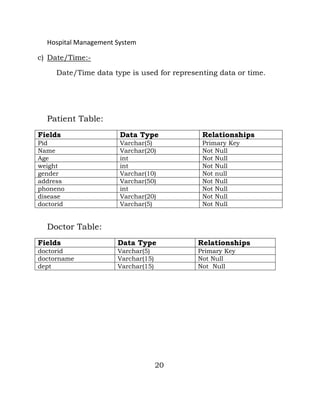 Hospital Management System
c) Date/Time:-
Date/Time data type is used for representing data or time.
Patient Table:
Fields Data Type Relationships
Pid Varchar(5) Primary Key
Name Varchar(20) Not Null
Age int Not Null
weight int Not Null
gender Varchar(10) Not null
address Varchar(50) Not Null
phoneno int Not Null
disease Varchar(20) Not Null
doctorid Varchar(5) Not Null
Doctor Table:
Fields Data Type Relationships
doctorid Varchar(5) Primary Key
doctorname Varchar(15) Not Null
dept Varchar(15) Not Null
20